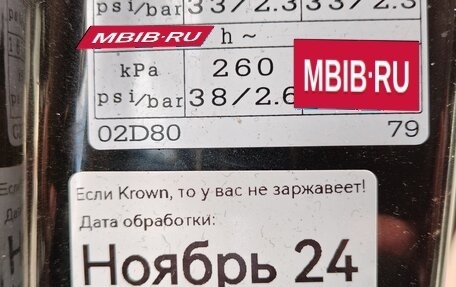 psi/bar 33/2.3 33/2.3
MBIB·RU h ~
kPa 260
MBIB·RU
psi/bar 38/2.6
02D80 79
Если Krown, то у вас не заржавеет!
Дата обработки:
Ноябрь 24